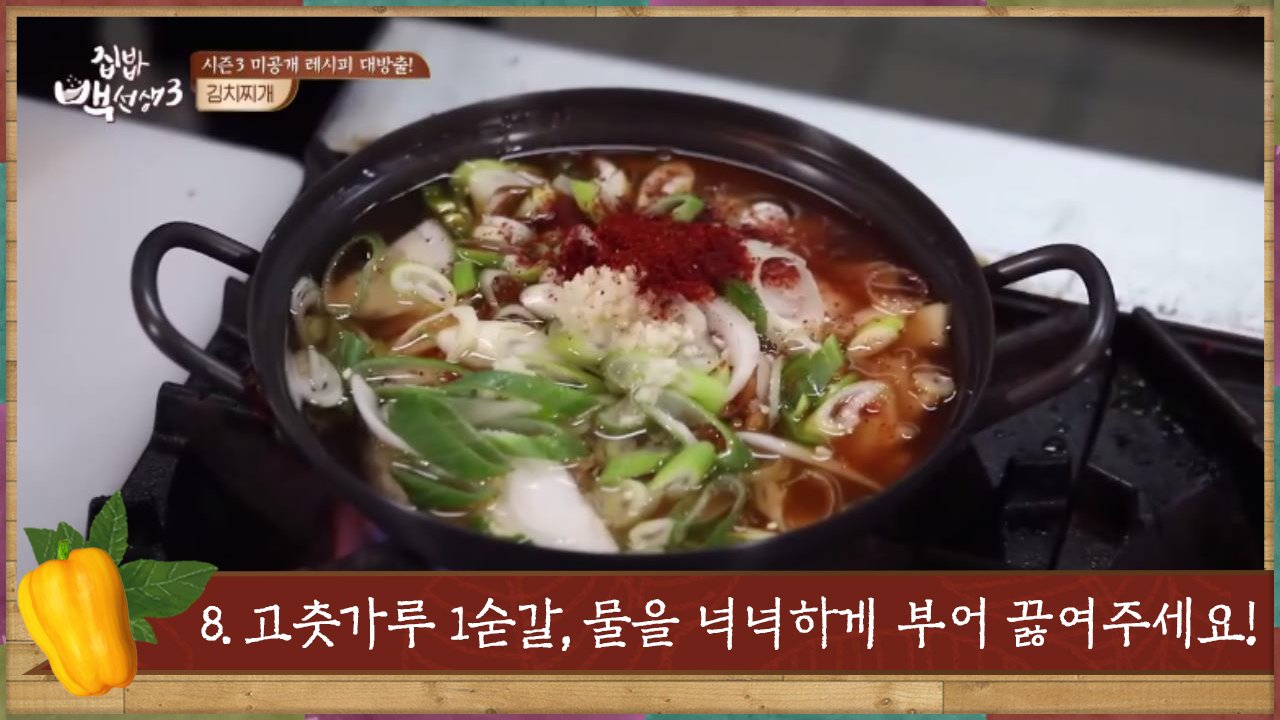 집밥
백선생3
시즌3 미공개 레시피 대방출!
김치찌개
8. 고춧가루 1숟갈, 물을 넉넉하게 부어 끓여주세요!